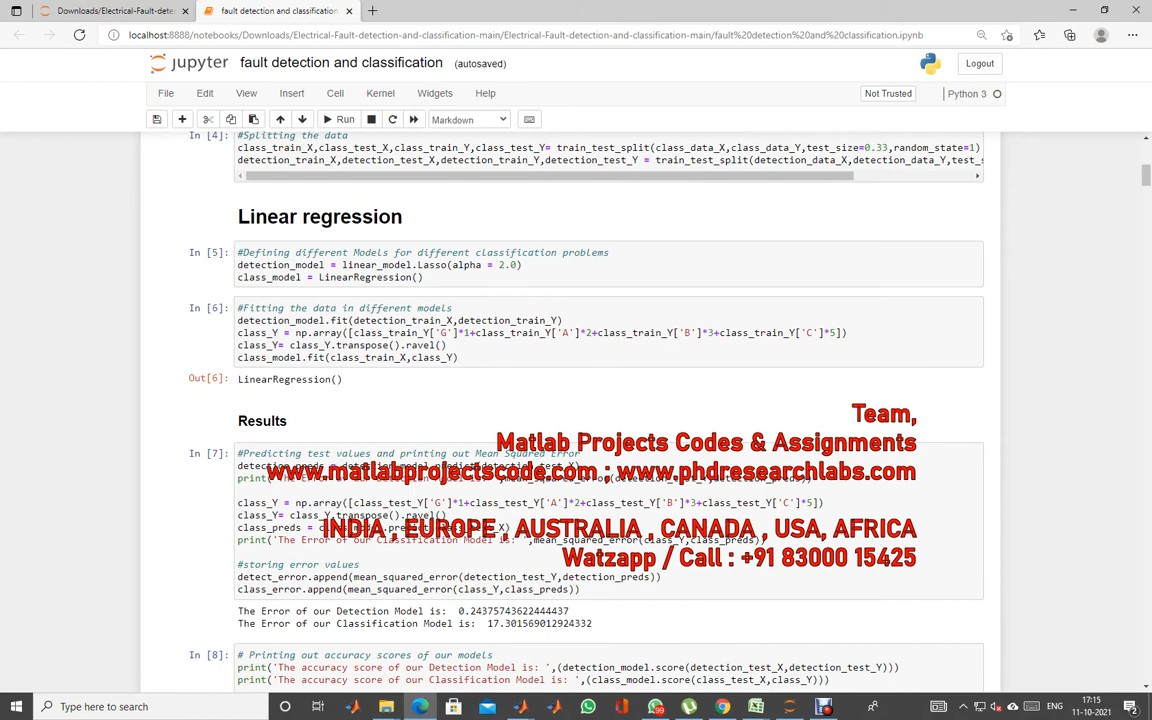 Downloads/Electrical-Fault-detec
fault detection and classification
localhost:8888/notebooks/Downloads/Electrical-Fault-detection-and-classification-main/Electrical-Fault-detection-and-classification-main/fault%20detection%20and%20classification.ipynb
jupyter fault detection and classification (autosaved)
Logout
File Edit View Insert Cell Kernel Widgets Help
Not Trusted
Python 3
Run
Markdown
In [4]: #Splitting the data
class_train_X,class_test_X,class_train_Y,class_test_Y= train_test_split(class_data_X,class_data_Y,test_size=0.33,random_state=1)
detection_train_X,detection_test_X,detection_train_Y,detection_test_Y = train_test_split(detection_data_X,detection_data_Y,test_s
Linear regression
In [5]: #Defining different Models for different classification problems
detection_model = linear_model.Lasso(alpha = 2.0)
class_model = LinearRegression()
In [6]: #Fitting the data in different models
detection_model.fit(detection_train_X,detection_train_Y)
class_Y = np.array([class_train_Y['G']*1+class_train_Y['A']*2+class_train_Y['B']*3+class_train_Y['C']*5])
class_Y= class_Y.transpose().ravel()
class_model.fit(class_train_X,class_Y)
Out[6]: LinearRegression()
Results
In [7]: #Predicting test values and printing out Mean Squared Error
class_Y = np.array([class_test_Y['G']*1+class_test_Y['A']*2+class_test_Y['B']*3+class_test_Y['C']*5])
class_Y= class_Y.transpose().ravel()
print('The Error of our Classification Model is: ',mean_squared_error(class_Y,class_preds))
#storing error values
detect_error.append(mean_squared_error(detection_test_Y,detection_preds))
class_error.append(mean_squared_error(class_Y,class_preds))
The Error of our Detection Model is: 0.24375743622444437
The Error of our Classification Model is: 17.301569012924332
In [8]: # Printing out accuracy scores of our models
print('The accuracy score of our Detection Model is: ',(detection_model.score(detection_test_X,detection_test_Y)))
print('The accuracy score of our Classification Model is: ',(class_model.score(class_test_X,class_Y)))
Team,
Matlab Projects Codes & Assignments
www.matlabprojectscode.com ; www.phdresearchlabs.com
INDIA , EUROPE , AUSTRALIA , CANADA , USA, AFRICA
Watzapp / Call : +91 83000 15425
Type here to search
99
ENG
17:15
11-10-2021
2